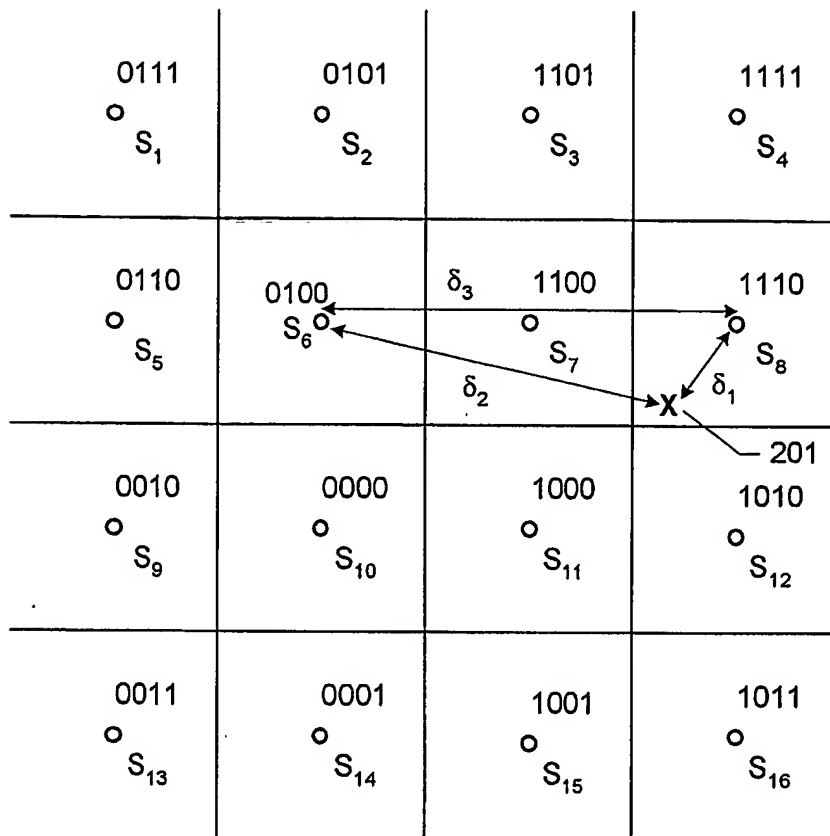 0111 0101 1101 1111
S₁ S₂ S₃ S₄
0110 0100 δ₃ 1100 1110
S₅ S₆ S₇ S₈
δ₂ X δ₁
201
0010 0000 1000 1010
S₉ S₁₀ S₁₁ S₁₂
0011 0001 1001 1011
S₁₃ S₁₄ S₁₅ S₁₆